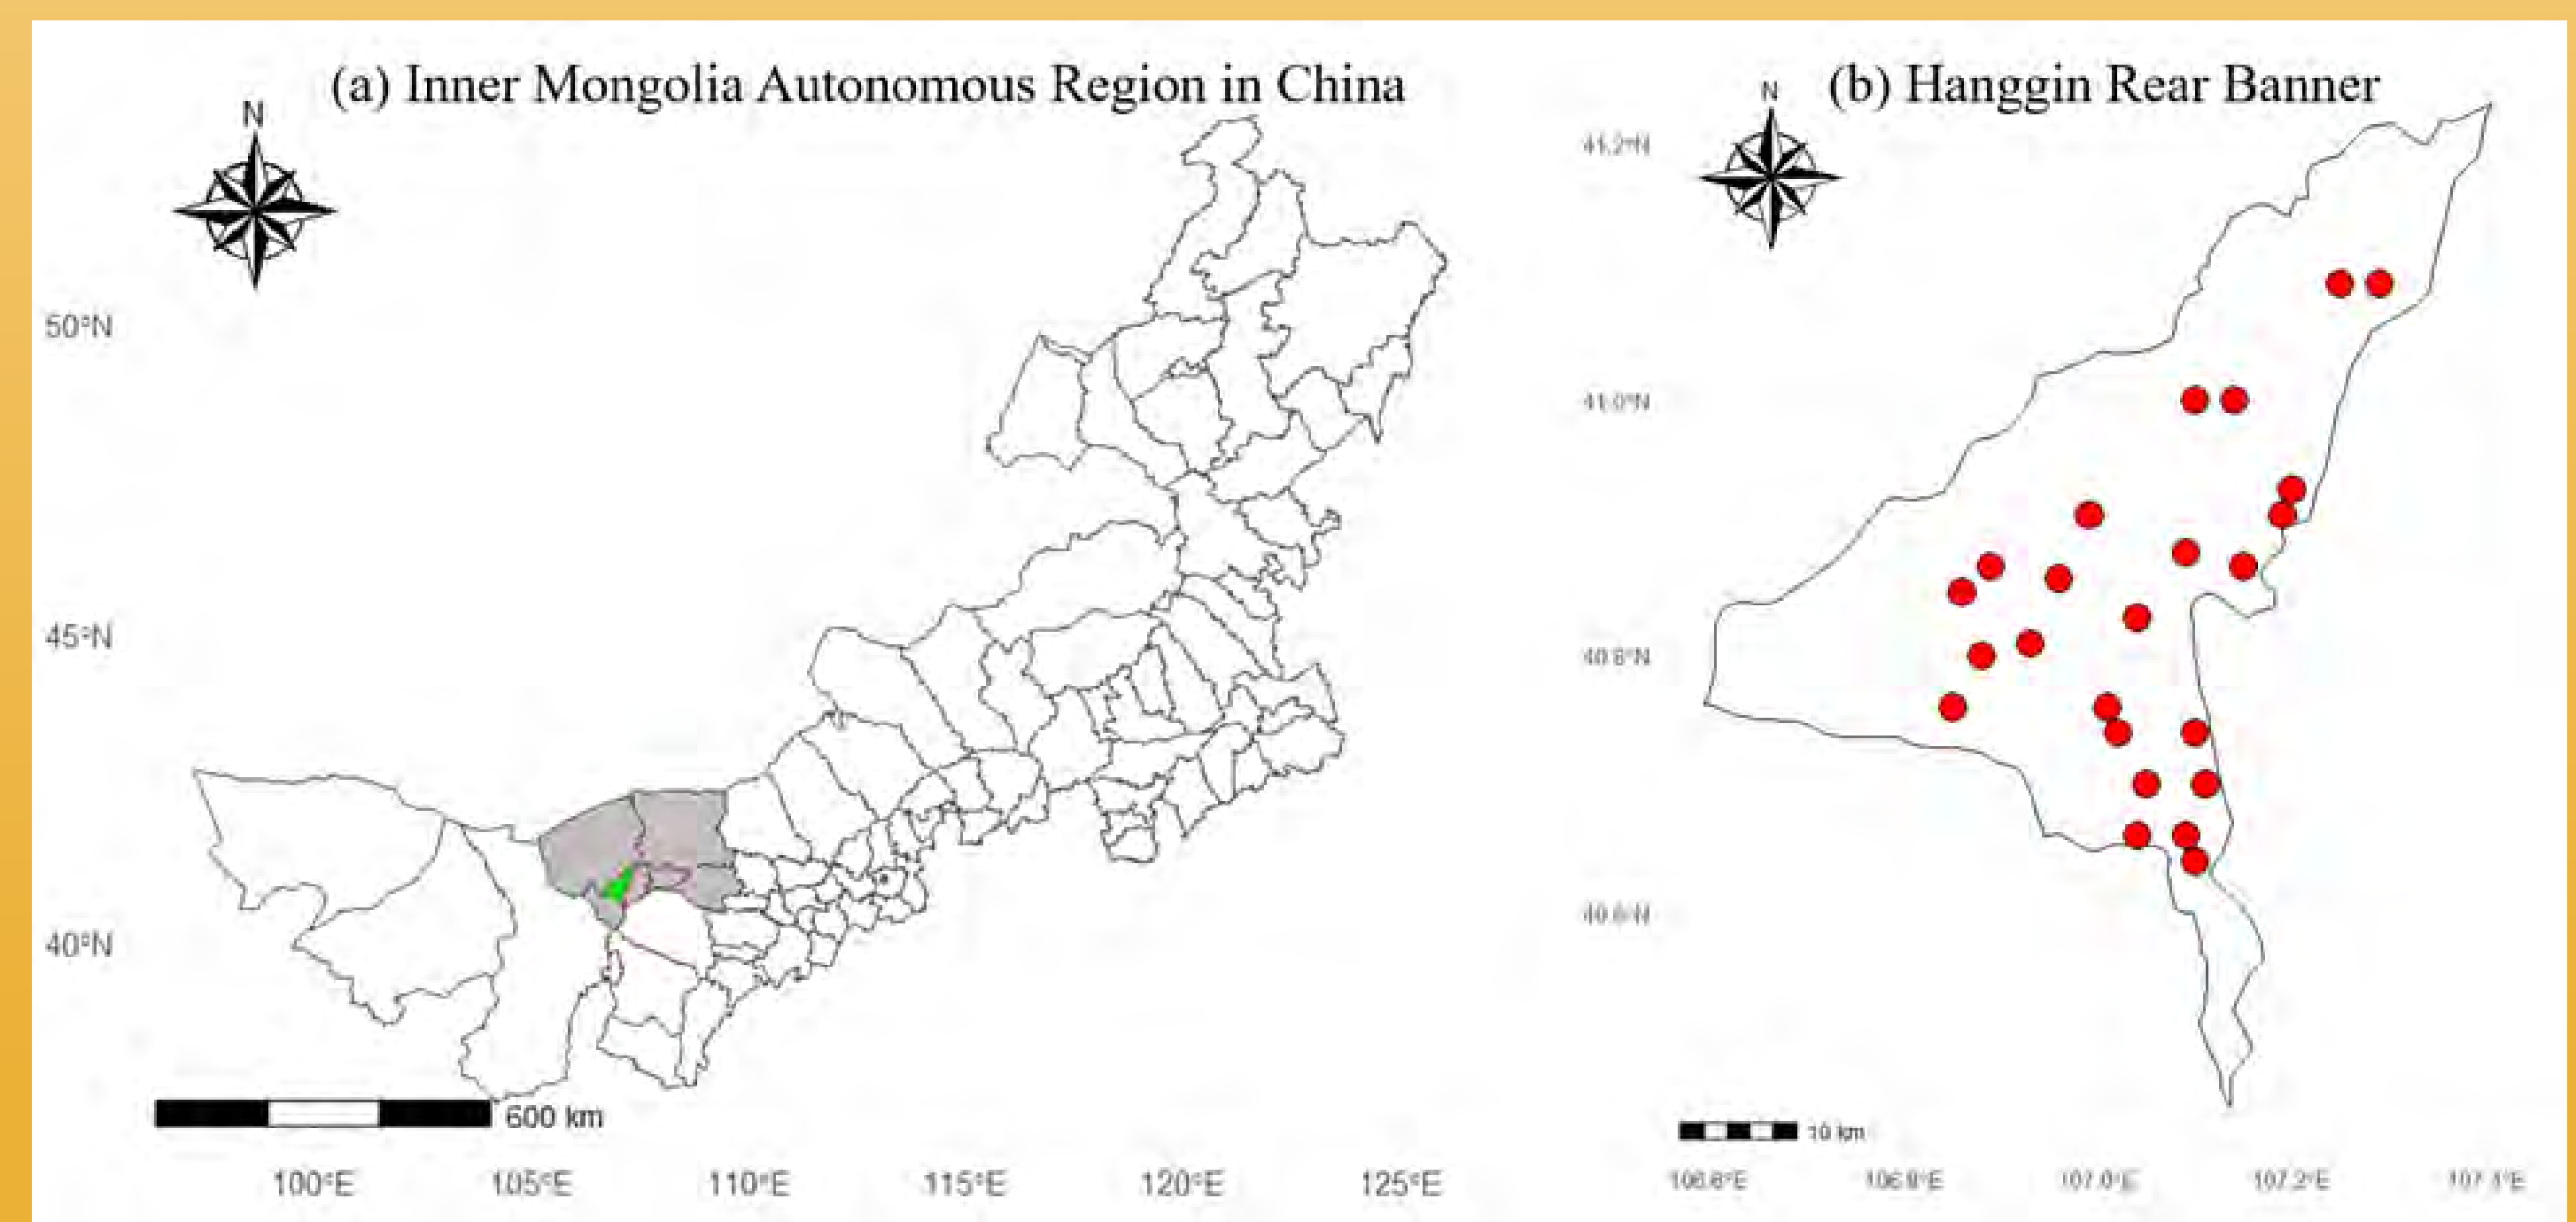 (a) Inner Mongolia Autonomous Region in China
N
50°N
45°N
40°N
600 km
100°E 105°E 110°E 115°E 120°E 125°E
(b) Hanggin Rear Banner
N
41.2°N
41.0°N
40.8°N
40.6°N
10 km
106.6°E 106.8°E 107.0°E 107.2°E 107.4°E